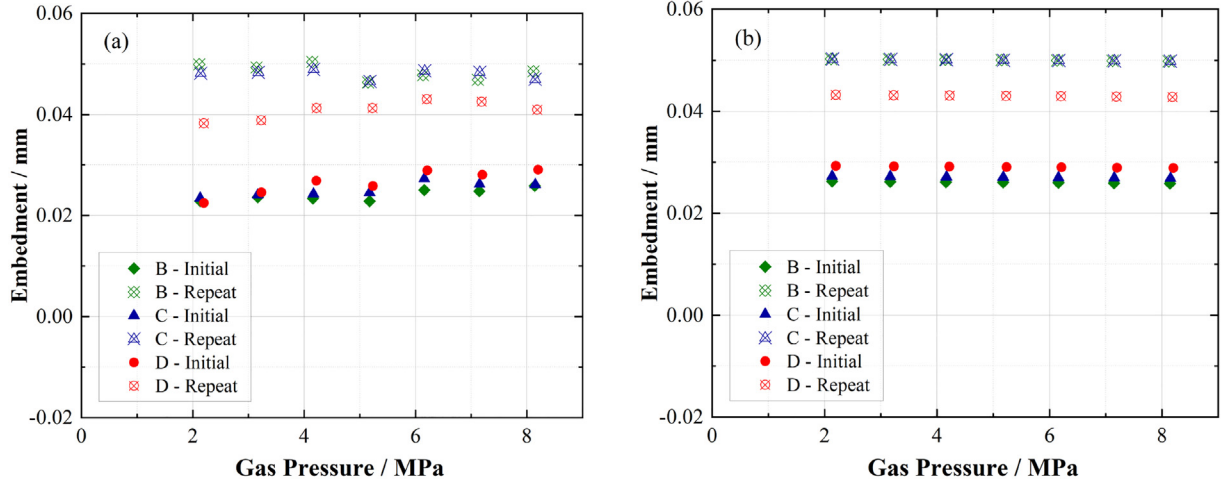 (a)
0.06
0.04
0.02
0.00
-0.02
Embedment / mm
B - Initial
B - Repeat
C - Initial
C - Repeat
D - Initial
D - Repeat
0 2 4 6 8
Gas Pressure / MPa
(b)
0.06
0.04
0.02
0.00
-0.02
Embedment / mm
B - Initial
B - Repeat
C - Initial
C - Repeat
D - Initial
D - Repeat
0 2 4 6 8
Gas Pressure / MPa